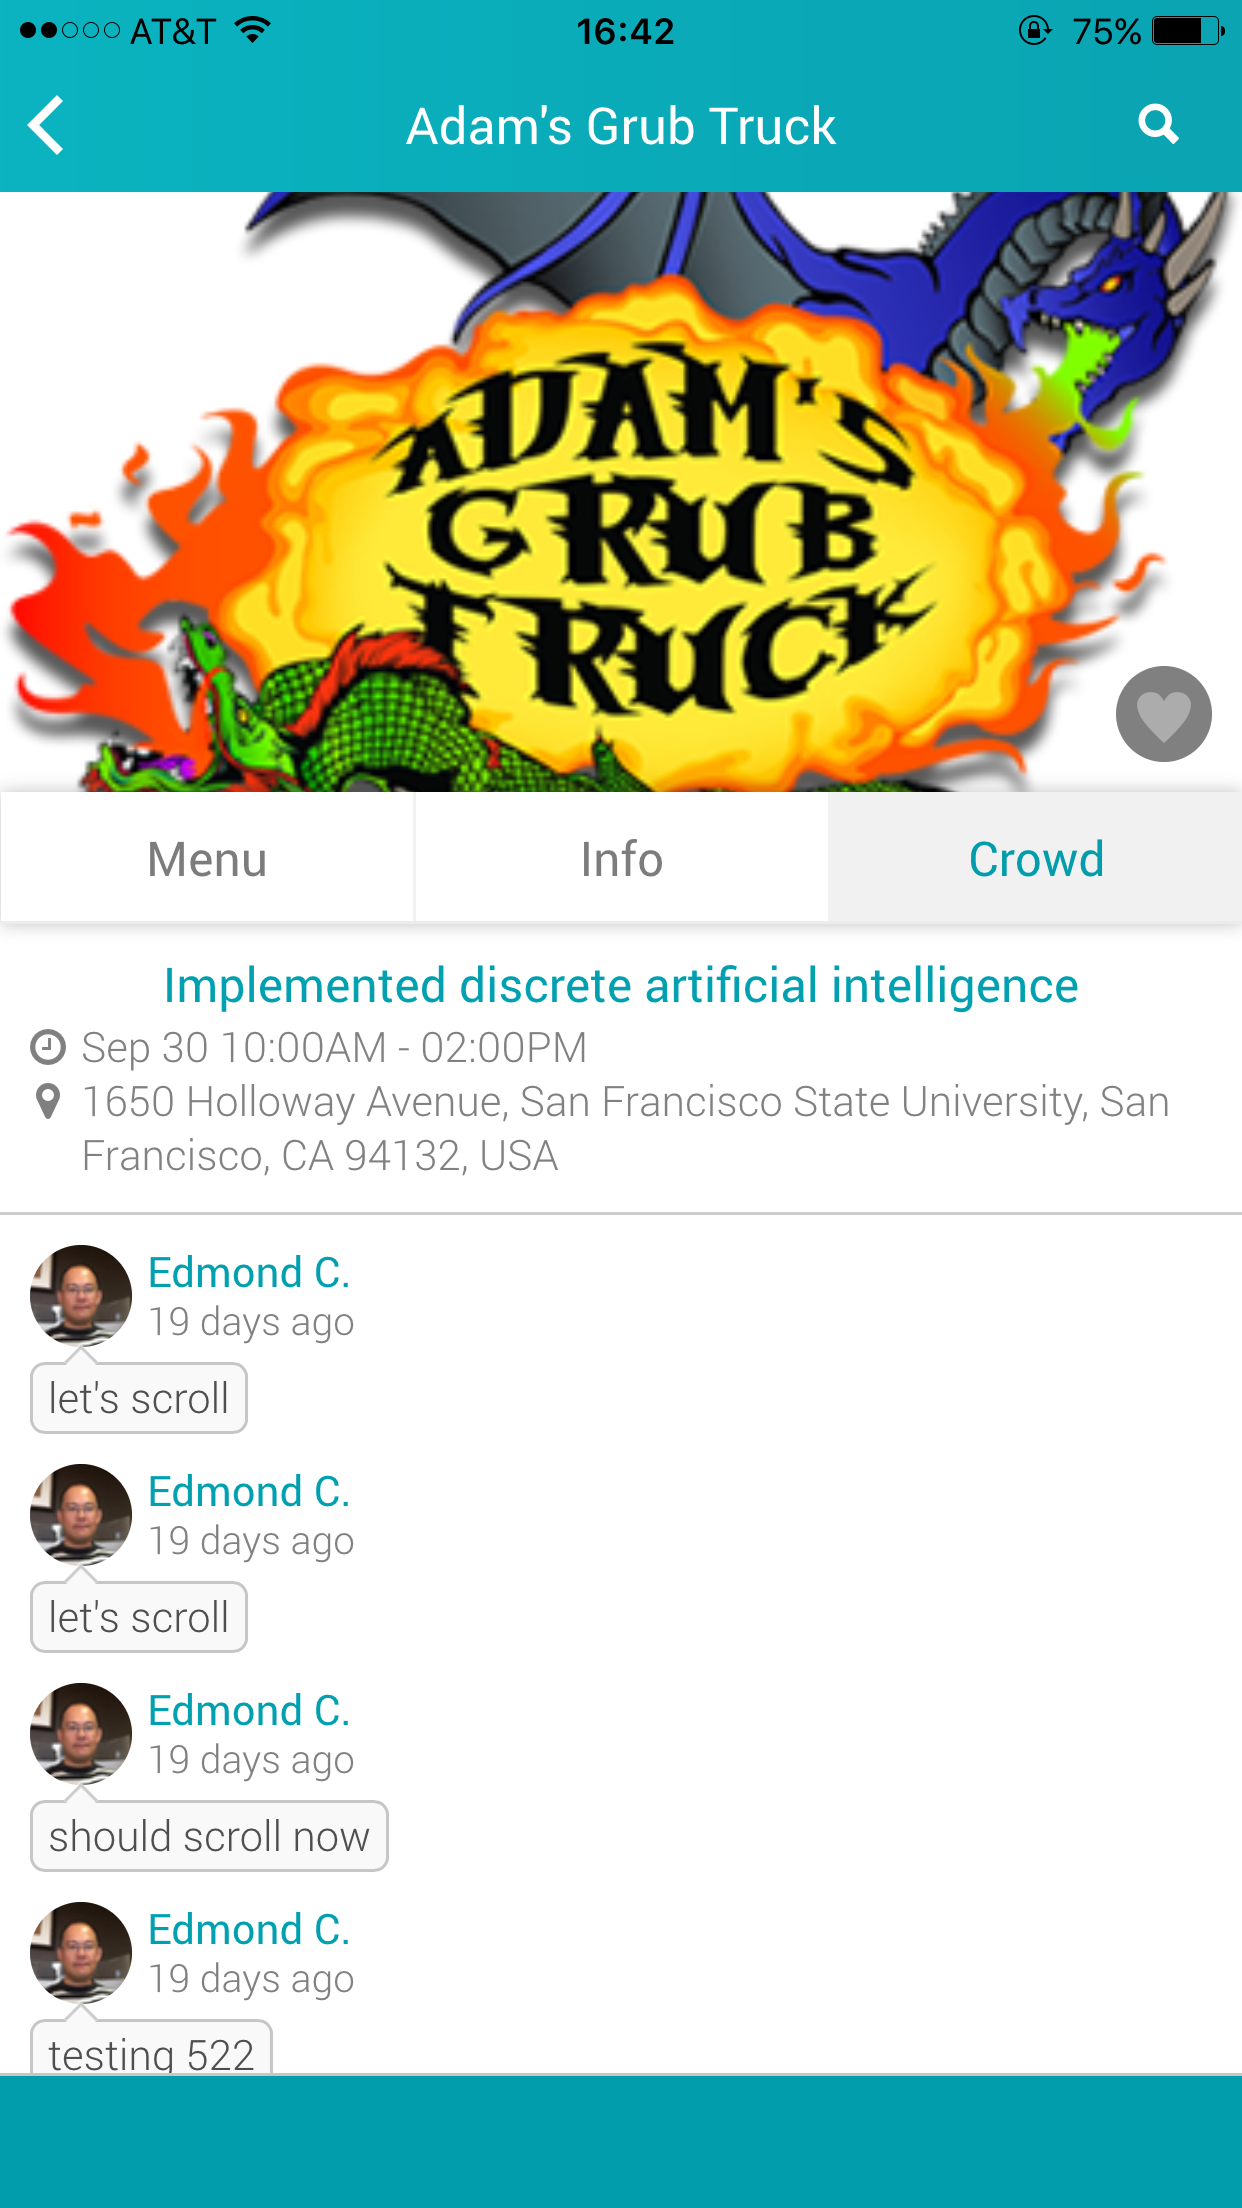 AT&T 16:42 75%
Adam's Grub Truck
ADAM'S
GRUB
TRUCK
Menu Info Crowd
Implemented discrete artificial intelligence
Sep 30 10:00AM - 02:00PM
1650 Holloway Avenue, San Francisco State University, San
Francisco, CA 94132, USA
Edmond C.
19 days ago
let's scroll
Edmond C.
19 days ago
let's scroll
Edmond C.
19 days ago
should scroll now
Edmond C.
19 days ago
testing 522